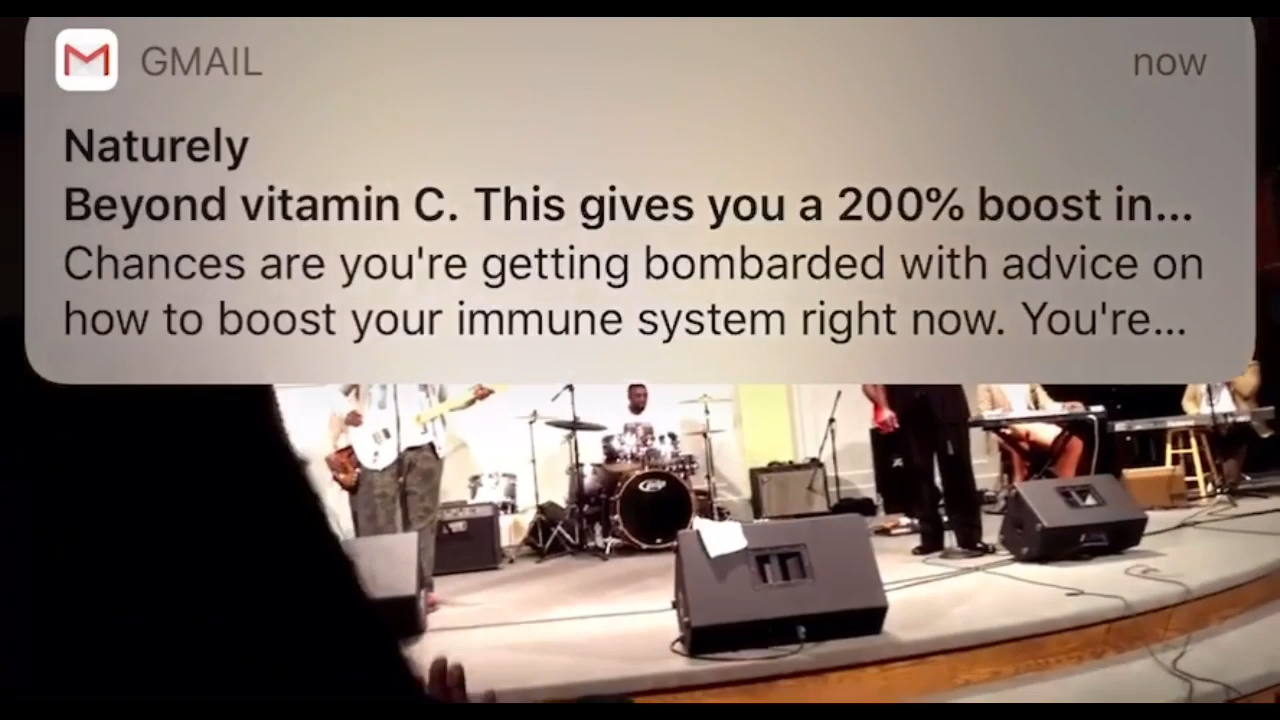 GMAIL
now
Naturely
Beyond vitamin C. This gives you a 200% boost in...
Chances are you're getting bombarded with advice on
how to boost your immune system right now. You're...